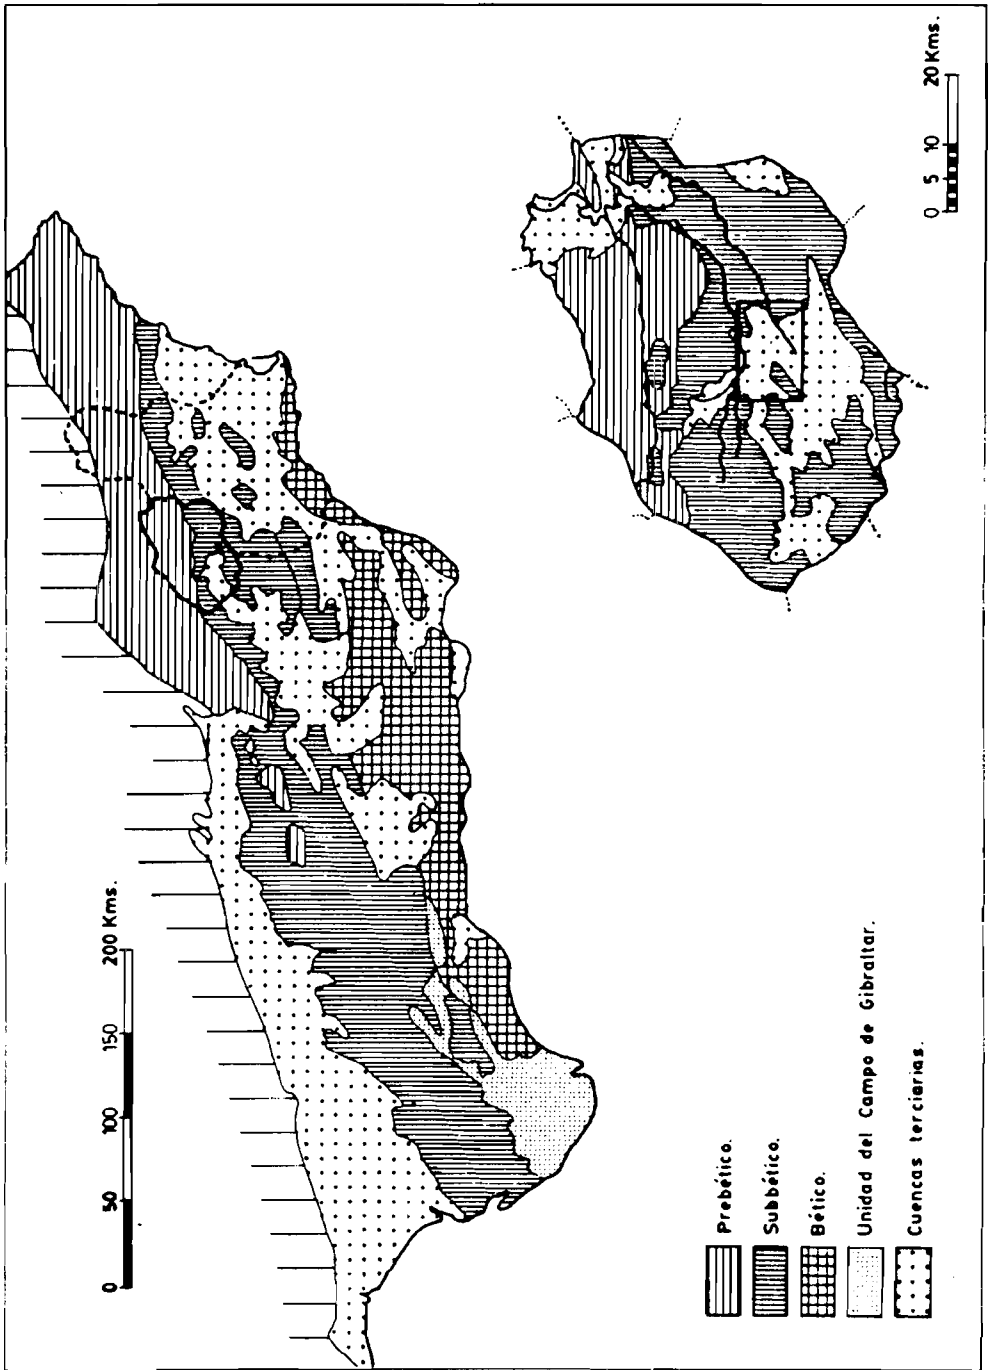 0 50 100 150 200 Kms.
0 5 10 20 Kms.
Prebético.
Subbético.
Bético.
Unidad del Campo de Gibraltar.
Cuencas terciarias.